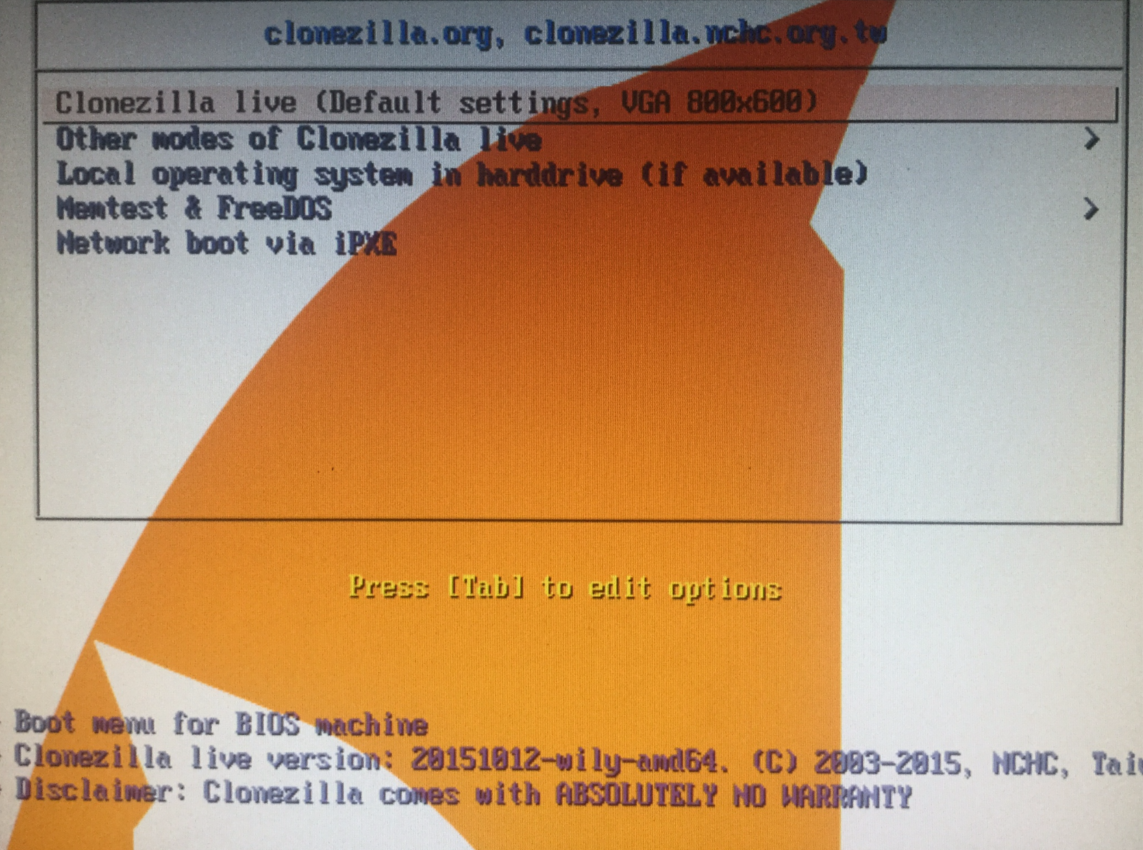 clonezilla.org, clonezilla.nchc.org.tw
Clonezilla live (Default settings, VGA 800x600)
Other modes of Clonezilla live >
Local operating system in harddrive (if available)
Memtest & FreeDOS >
Network boot via iPXE
Press [Tab] to edit options
Boot menu for BIOS machine
Clonezilla live version: 20151012-wily-amd64. (C) 2003-2015, NCHC, Taiw
Disclaimer: Clonezilla comes with ABSOLUTELY NO WARRANTY